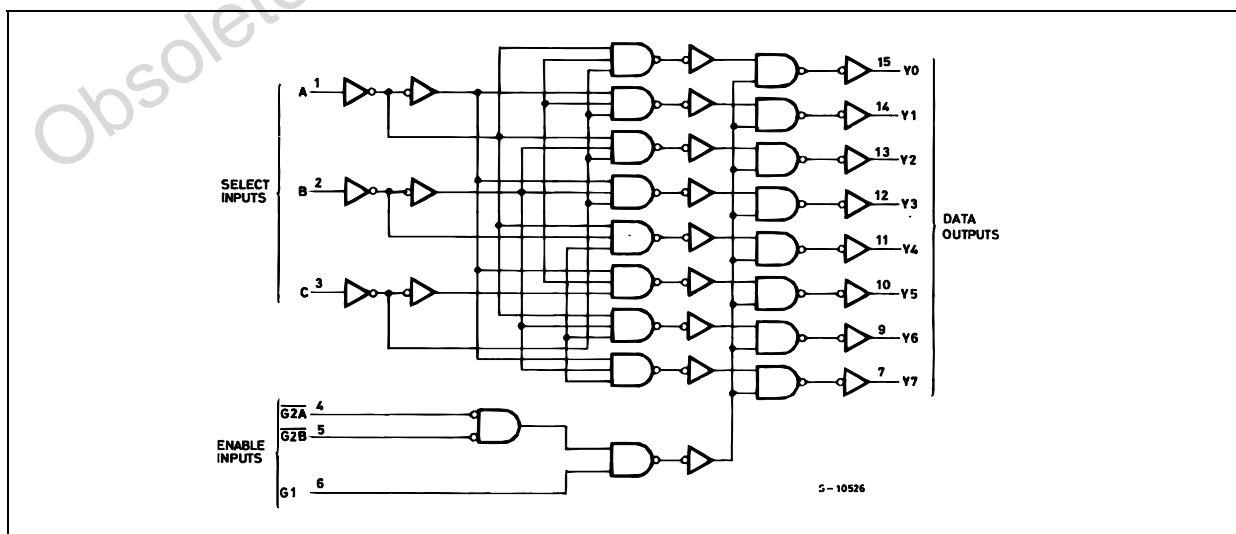 Obsolete
A 1
B 2
C 3
SELECT
INPUTS
G2A 4
G2B 5
ENABLE
INPUTS
G1 6
15 Y0
14 Y1
13 Y2
12 Y3
11 Y4
10 Y5
9 Y6
7 Y7
DATA
OUTPUTS
S-10526